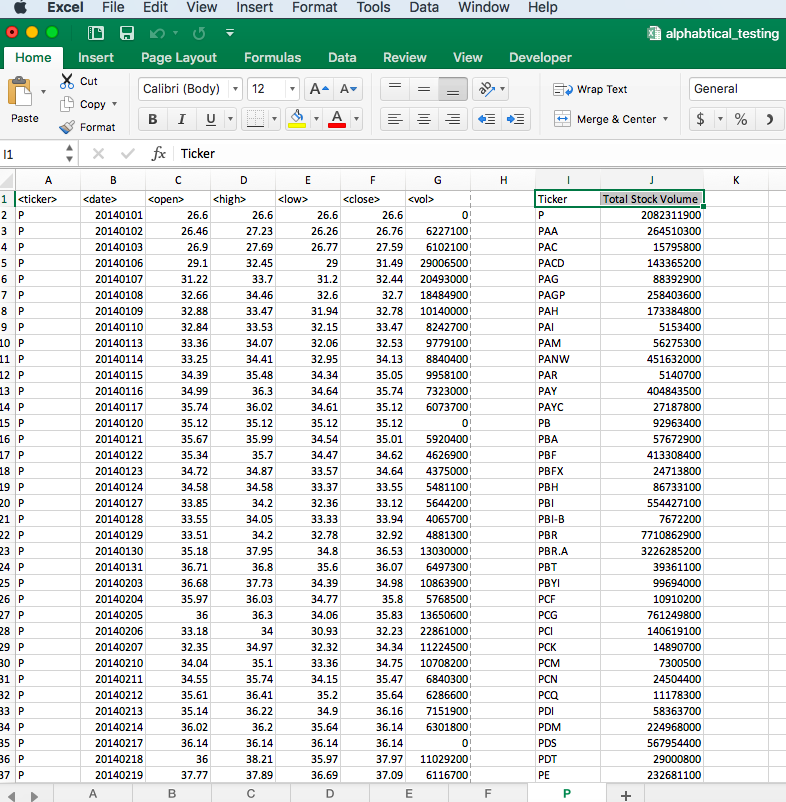 Excel File Edit View Insert Format Tools Data Window Help
alphabtical_testing
Home Insert Page Layout Formulas Data Review View Developer
Paste Cut Copy Format
Calibri (Body) 12 A A
B I U A
Wrap Text
Merge & Center
General
$ % )
I1 fx Ticker
A B C D E F G H I J K
1 <ticker> <date> <open> <high> <low> <close> <vol> Ticker Total Stock Volume
2 P 20140101 26.6 26.6 26.6 26.6 0 P 2082311900
3 P 20140102 26.46 27.23 26.26 26.76 6227100 PAA 264510300
4 P 20140103 26.9 27.69 26.77 27.59 6102100 PAC 15795800
5 P 20140106 29.1 32.45 29 31.49 29006500 PACD 143365200
6 P 20140107 31.22 33.7 31.2 32.44 20493000 PAG 88392900
7 P 20140108 32.66 34.46 32.6 32.7 18484900 PAGP 258403600
8 P 20140109 32.88 33.47 31.94 32.78 10140000 PAH 173384800
9 P 20140110 32.84 33.53 32.15 33.47 8242700 PAI 5153400
10 P 20140113 33.36 34.07 32.06 32.53 9779100 PAM 56275300
11 P 20140114 33.25 34.41 32.95 34.13 8840400 PANW 451632000
12 P 20140115 34.39 35.48 34.34 35.05 9958100 PAR 5140700
13 P 20140116 34.99 36.3 34.64 35.74 7323000 PAY 404843500
14 P 20140117 35.74 36.02 34.61 35.12 6073700 PAYC 27187800
15 P 20140120 35.12 35.12 35.12 35.12 0 PB 92963400
16 P 20140121 35.67 35.99 34.54 35.01 5920400 PBA 57672900
17 P 20140122 35.34 35.7 34.47 34.62 4626900 PBF 413308400
18 P 20140123 34.72 34.87 33.57 34.64 4375000 PBFX 24713800
19 P 20140124 34.58 34.58 33.37 33.55 5481100 PBH 86733100
20 P 20140127 33.85 34.2 32.36 33.12 5644200 PBI 554427100
21 P 20140128 33.55 34.05 33.33 33.94 4065700 PBI-B 7672200
22 P 20140129 33.51 34.2 32.78 32.92 4881300 PBR 7710862900
23 P 20140130 35.18 37.95 34.8 36.53 13030000 PBR.A 3226285200
24 P 20140131 36.71 36.8 35.6 36.07 6497300 PBT 39361100
25 P 20140203 36.68 37.73 34.39 34.98 10863900 PBYI 99694000
26 P 20140204 35.97 36.03 34.77 35.8 5768500 PCF 10910200
27 P 20140205 36 36.3 34.06 35.83 13650600 PCG 761249800
28 P 20140206 33.18 34 30.93 32.23 22861000 PCI 140619100
29 P 20140207 32.35 34.97 32.32 34.34 11224500 PCK 14890700
30 P 20140210 34.04 35.1 33.36 34.75 10708200 PCM 7300500
31 P 20140211 34.55 35.74 34.15 35.47 6840300 PCN 24504400
32 P 20140212 35.61 36.41 35.2 35.64 6286600 PCQ 11178300
33 P 20140213 35.14 36.22 34.9 36.16 7151900 PDI 58363700
34 P 20140214 36.02 36.2 35.64 36.14 6301800 PDM 224968000
35 P 20140217 36.14 36.14 36.14 36.14 0 PDS 567954400
36 P 20140218 36 38.21 35.97 37.97 11029200 PDT 29000800
37 P 20140219 37.77 37.89 36.69 37.09 6116700 PE 232681100
A B C D E F P +